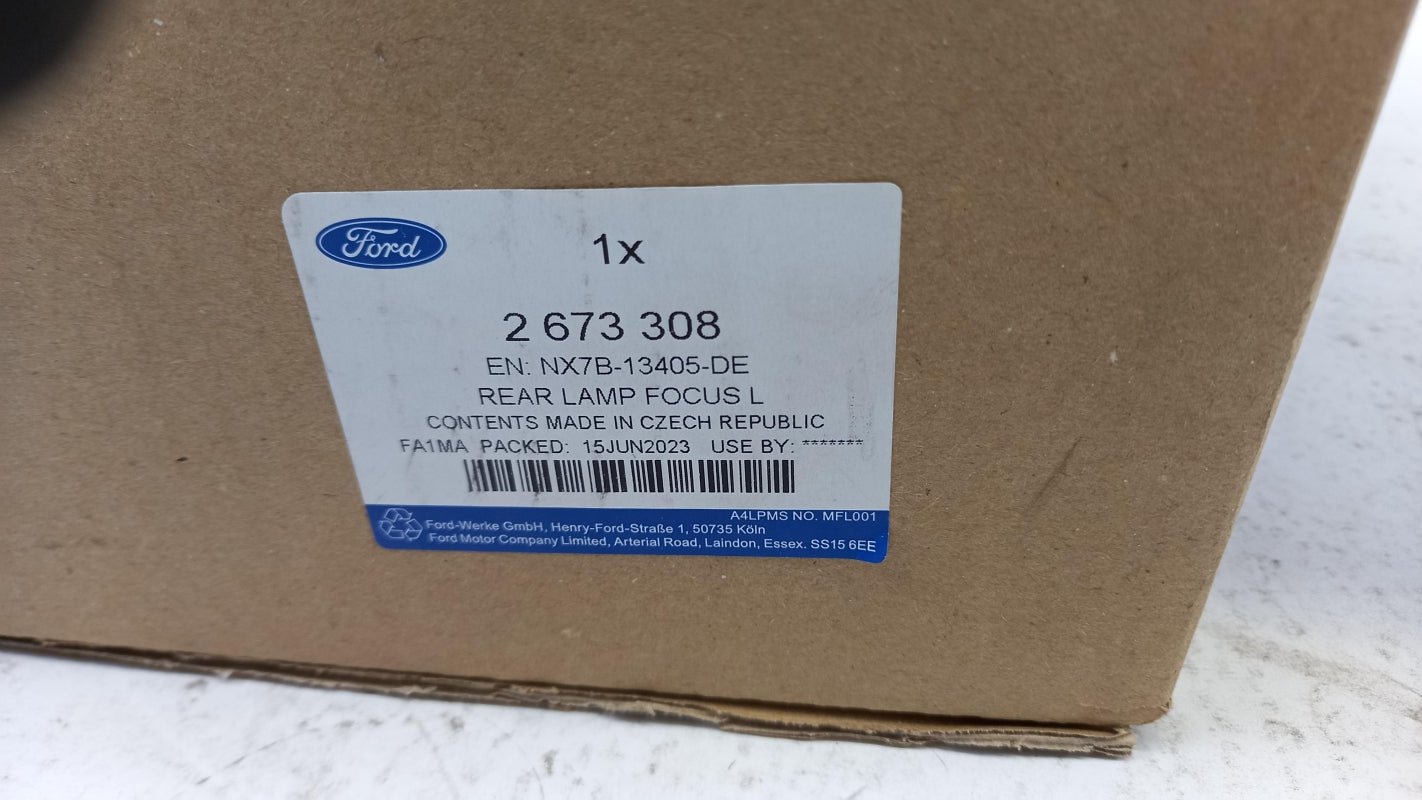 Ford
1x
2 673 308
EN: NX7B-13405-DE
REAR LAMP FOCUS L
CONTENTS MADE IN CZECH REPUBLIC
FA1MA PACKED: 15JUN2023 USE BY: *******
A4LPMS NO. MFL001
Ford-Werke GmbH, Henry-Ford-Straße 1, 50735 Köln
Ford Motor Company Limited, Arterial Road, Laindon, Essex. SS15 6EE